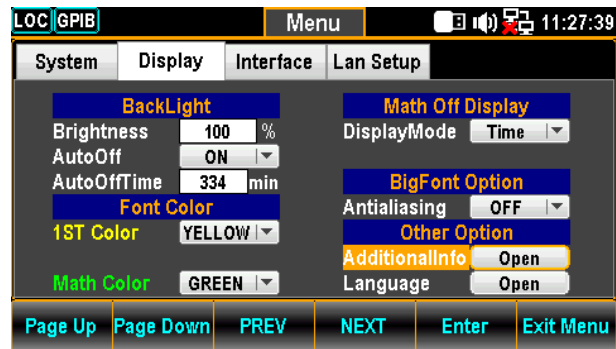 LOC GPIB Menu 11:27:39
System Display Interface Lan Setup
BackLight
Brightness 100 %
AutoOff ON
AutoOffTime 334 min
Font Color
1ST Color YELLOW
Math Color GREEN
Math Off Display
DisplayMode Time
BigFont Option
Antialiasing OFF
Other Option
AdditionalInfo Open
Language Open
Page Up Page Down PREV NEXT Enter Exit Menu